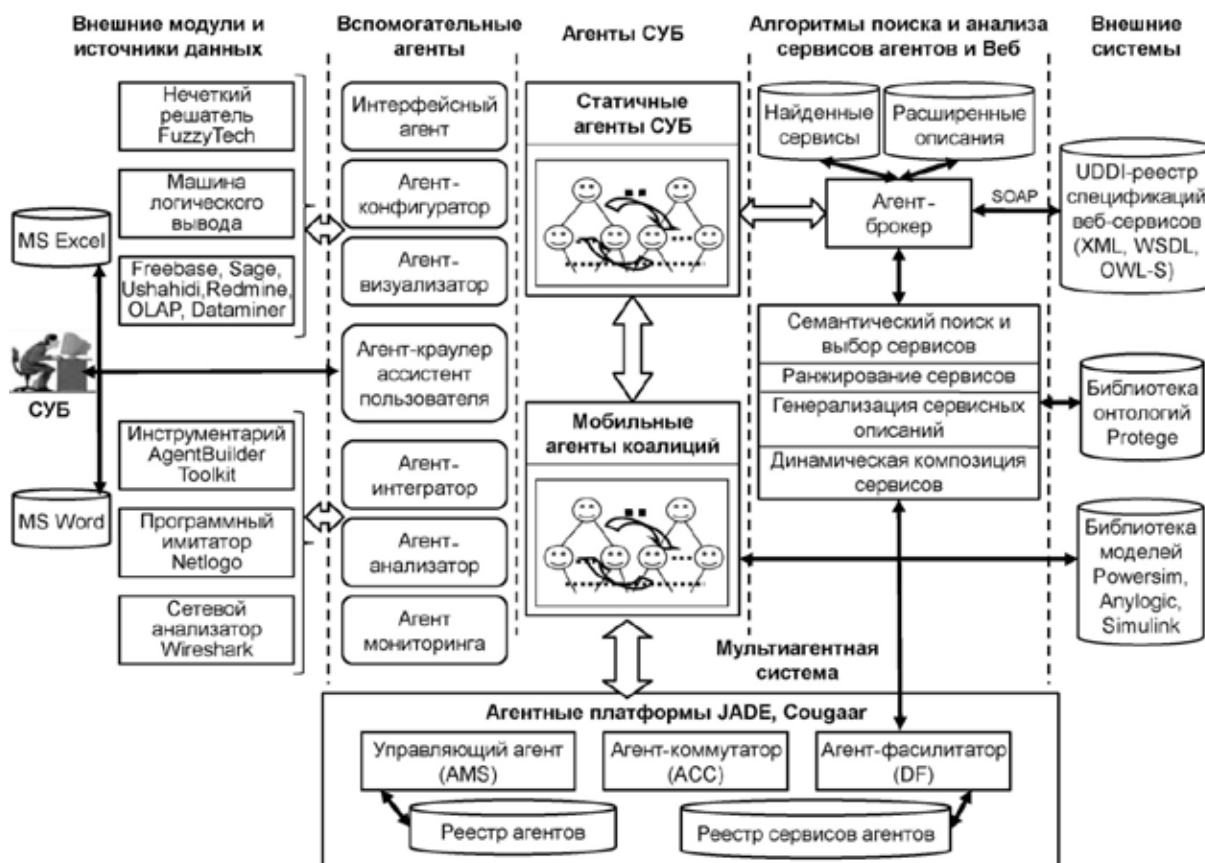 Внешние модули и
источники данных
Вспомогательные
агенты
Агенты СУБ
Алгоритмы поиска и анализа
сервисов агентов и Веб
Внешние
системы
Нечеткий
решатель
FuzzyTech
Машина
логического
вывода
MS Excel
Freebase, Sage,
Ushahidi,Redmine,
OLAP, Dataminer
СУБ
Инструментарий
AgentBuilder
Toolkit
MS Word
Программный
имитатор
Netlogo
Сетевой
анализатор
Wireshark
Интерфейсный
агент
Агент-
конфигуратор
Агент-
визуализатор
Агент-краулер
ассистент
пользователя
Агент-
интегратор
Агент-
анализатор
Агент
мониторинга
Статичные
агенты СУБ
Мобильные
агенты коалиций
Найденные
сервисы
Расширенные
описания
Агент-
брокер
SOAP
Семантический поиск и
выбор сервисов
Ранжирование сервисов
Генерализация сервисных
описаний
Динамическая композиция
сервисов
UDDI-реестр
спецификаций
веб-сервисов
(XML, WSDL,
OWL-S)
Библиотека
онтологий
Protege
Библиотека
моделей
Powersim,
Anylogic,
Simulink
Мультиагентная
система
Агентные платформы JADE, Cougaar
Управляющий агент
(AMS)
Агент-коммутатор
(ACC)
Агент-фасилитатор
(DF)
Реестр агентов
Реестр сервисов агентов